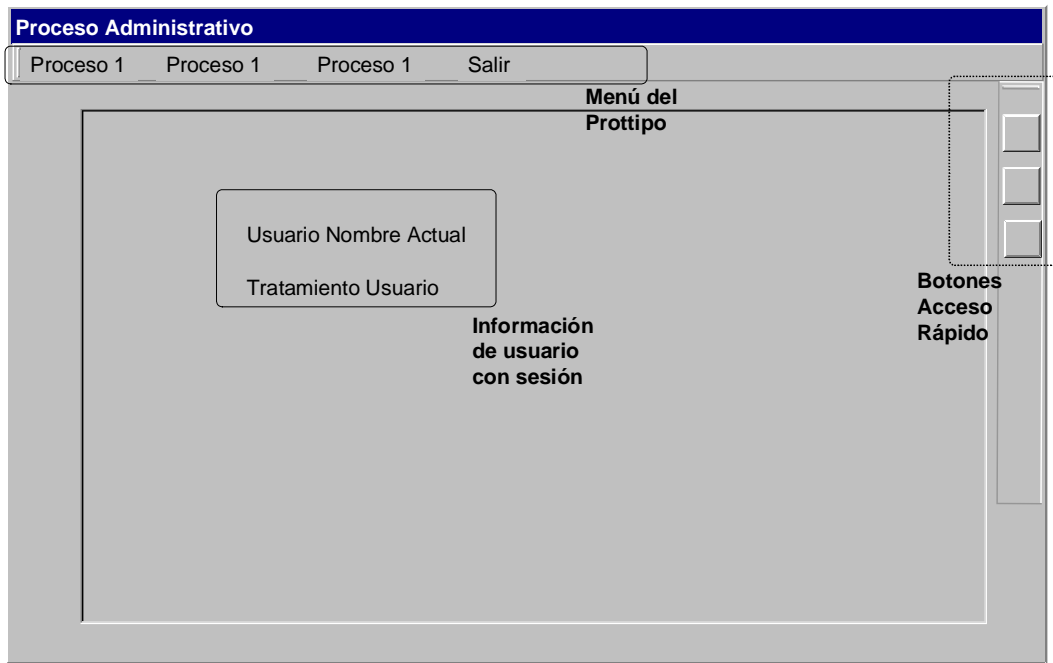 Proceso Administrativo
Proceso 1 Proceso 1 Proceso 1 Salir
Menú del
Prottipo
Usuario Nombre Actual
Tratamiento Usuario
Información
de usuario
con sesión
Botones
Acceso
Rápido